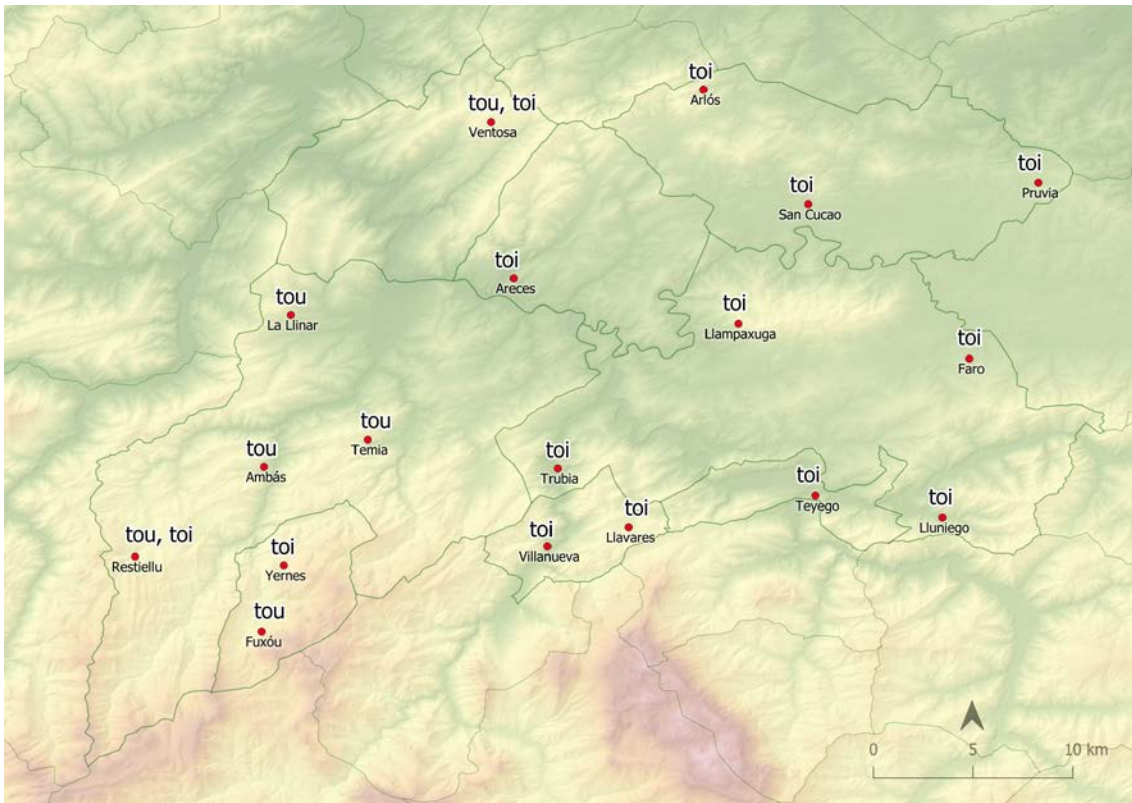 toi
Arlós
tou, toi
Ventosa
toi
Pruvia
toi
San Cucao
toi
Areces
tou
La Llinar
toi
Llampaxuga
toi
Faro
tou
Temia
tou
Ambás
toi
Trubia
toi
Teyego
toi
Lluniego
toi
Llavares
toi
Villanueva
tou, toi
Restiellu
toi
Yernes
tou
Fuxóu
0 5 10 km